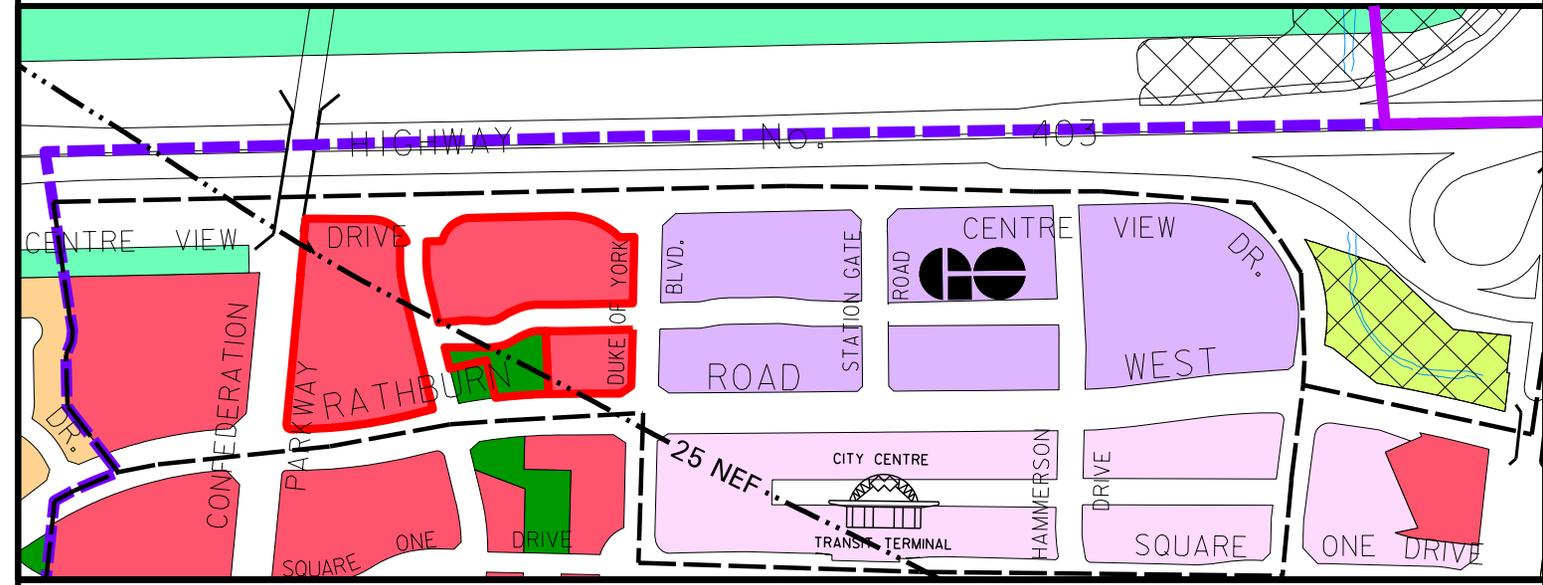 HIGHWAY No. 403
CENTRE VIEW DRIVE
CENTRE VIEW DR.
BLVD.
DUKE OF YORK
STATION GATE
ROAD
GO
CONFEDERATION
PARKWAY
RATHBURN ROAD WEST
DR.
25 NEF
CITY CENTRE
TRANSIT TERMINAL
HAMMERSON
DRIVE
SQUARE ONE DRIVE
SQUARE ONE DRIVE